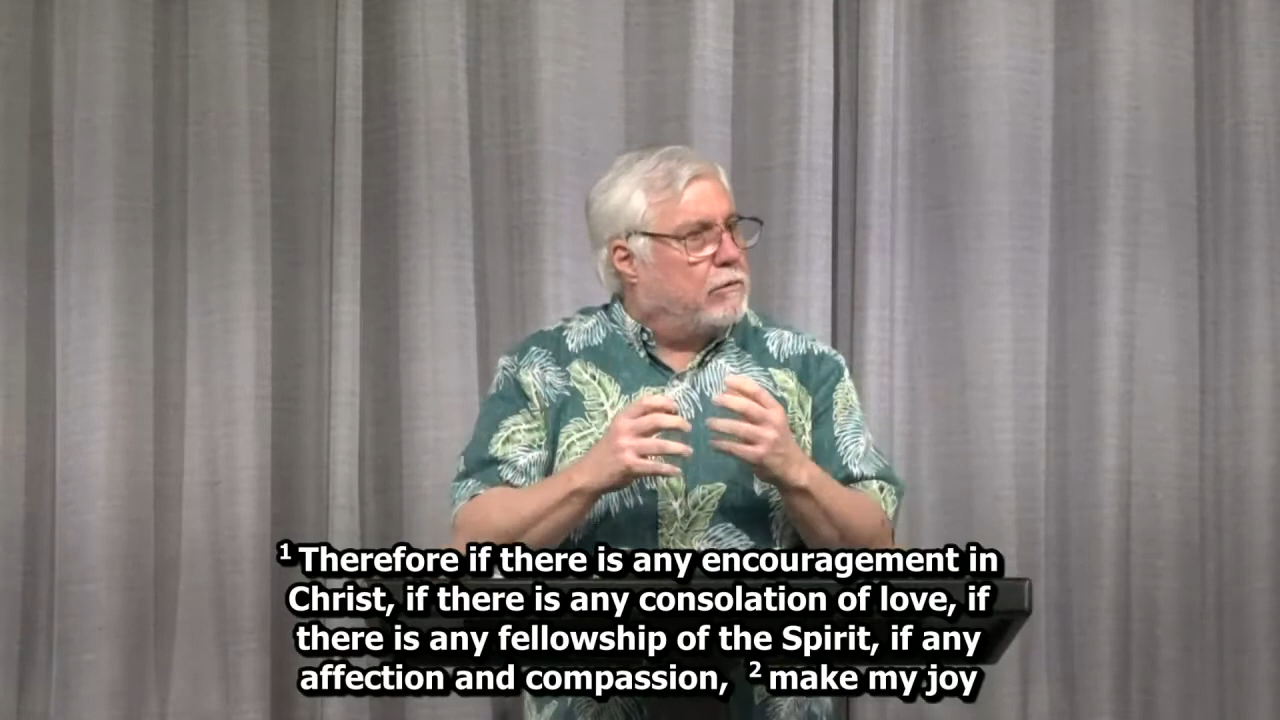 ¹ Therefore if there is any encouragement in
Christ, if there is any consolation of love, if
there is any fellowship of the Spirit, if any
affection and compassion, ² make my joy